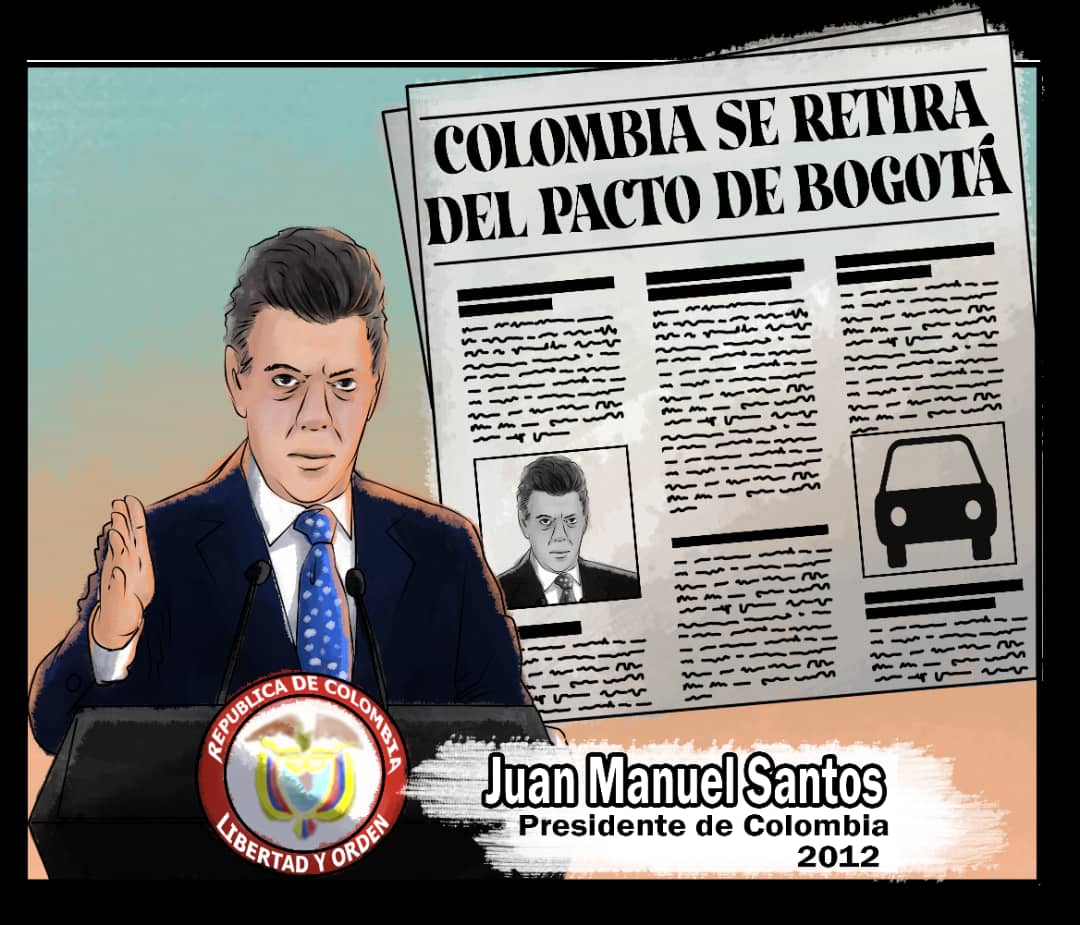 COLOMBIA SE RETIRA
DEL PACTO DE BOGOTÁ
REPUBLICA DE COLOMBIA
LIBERTAD Y ORDEN
Juan Manuel Santos
Presidente de Colombia
2012